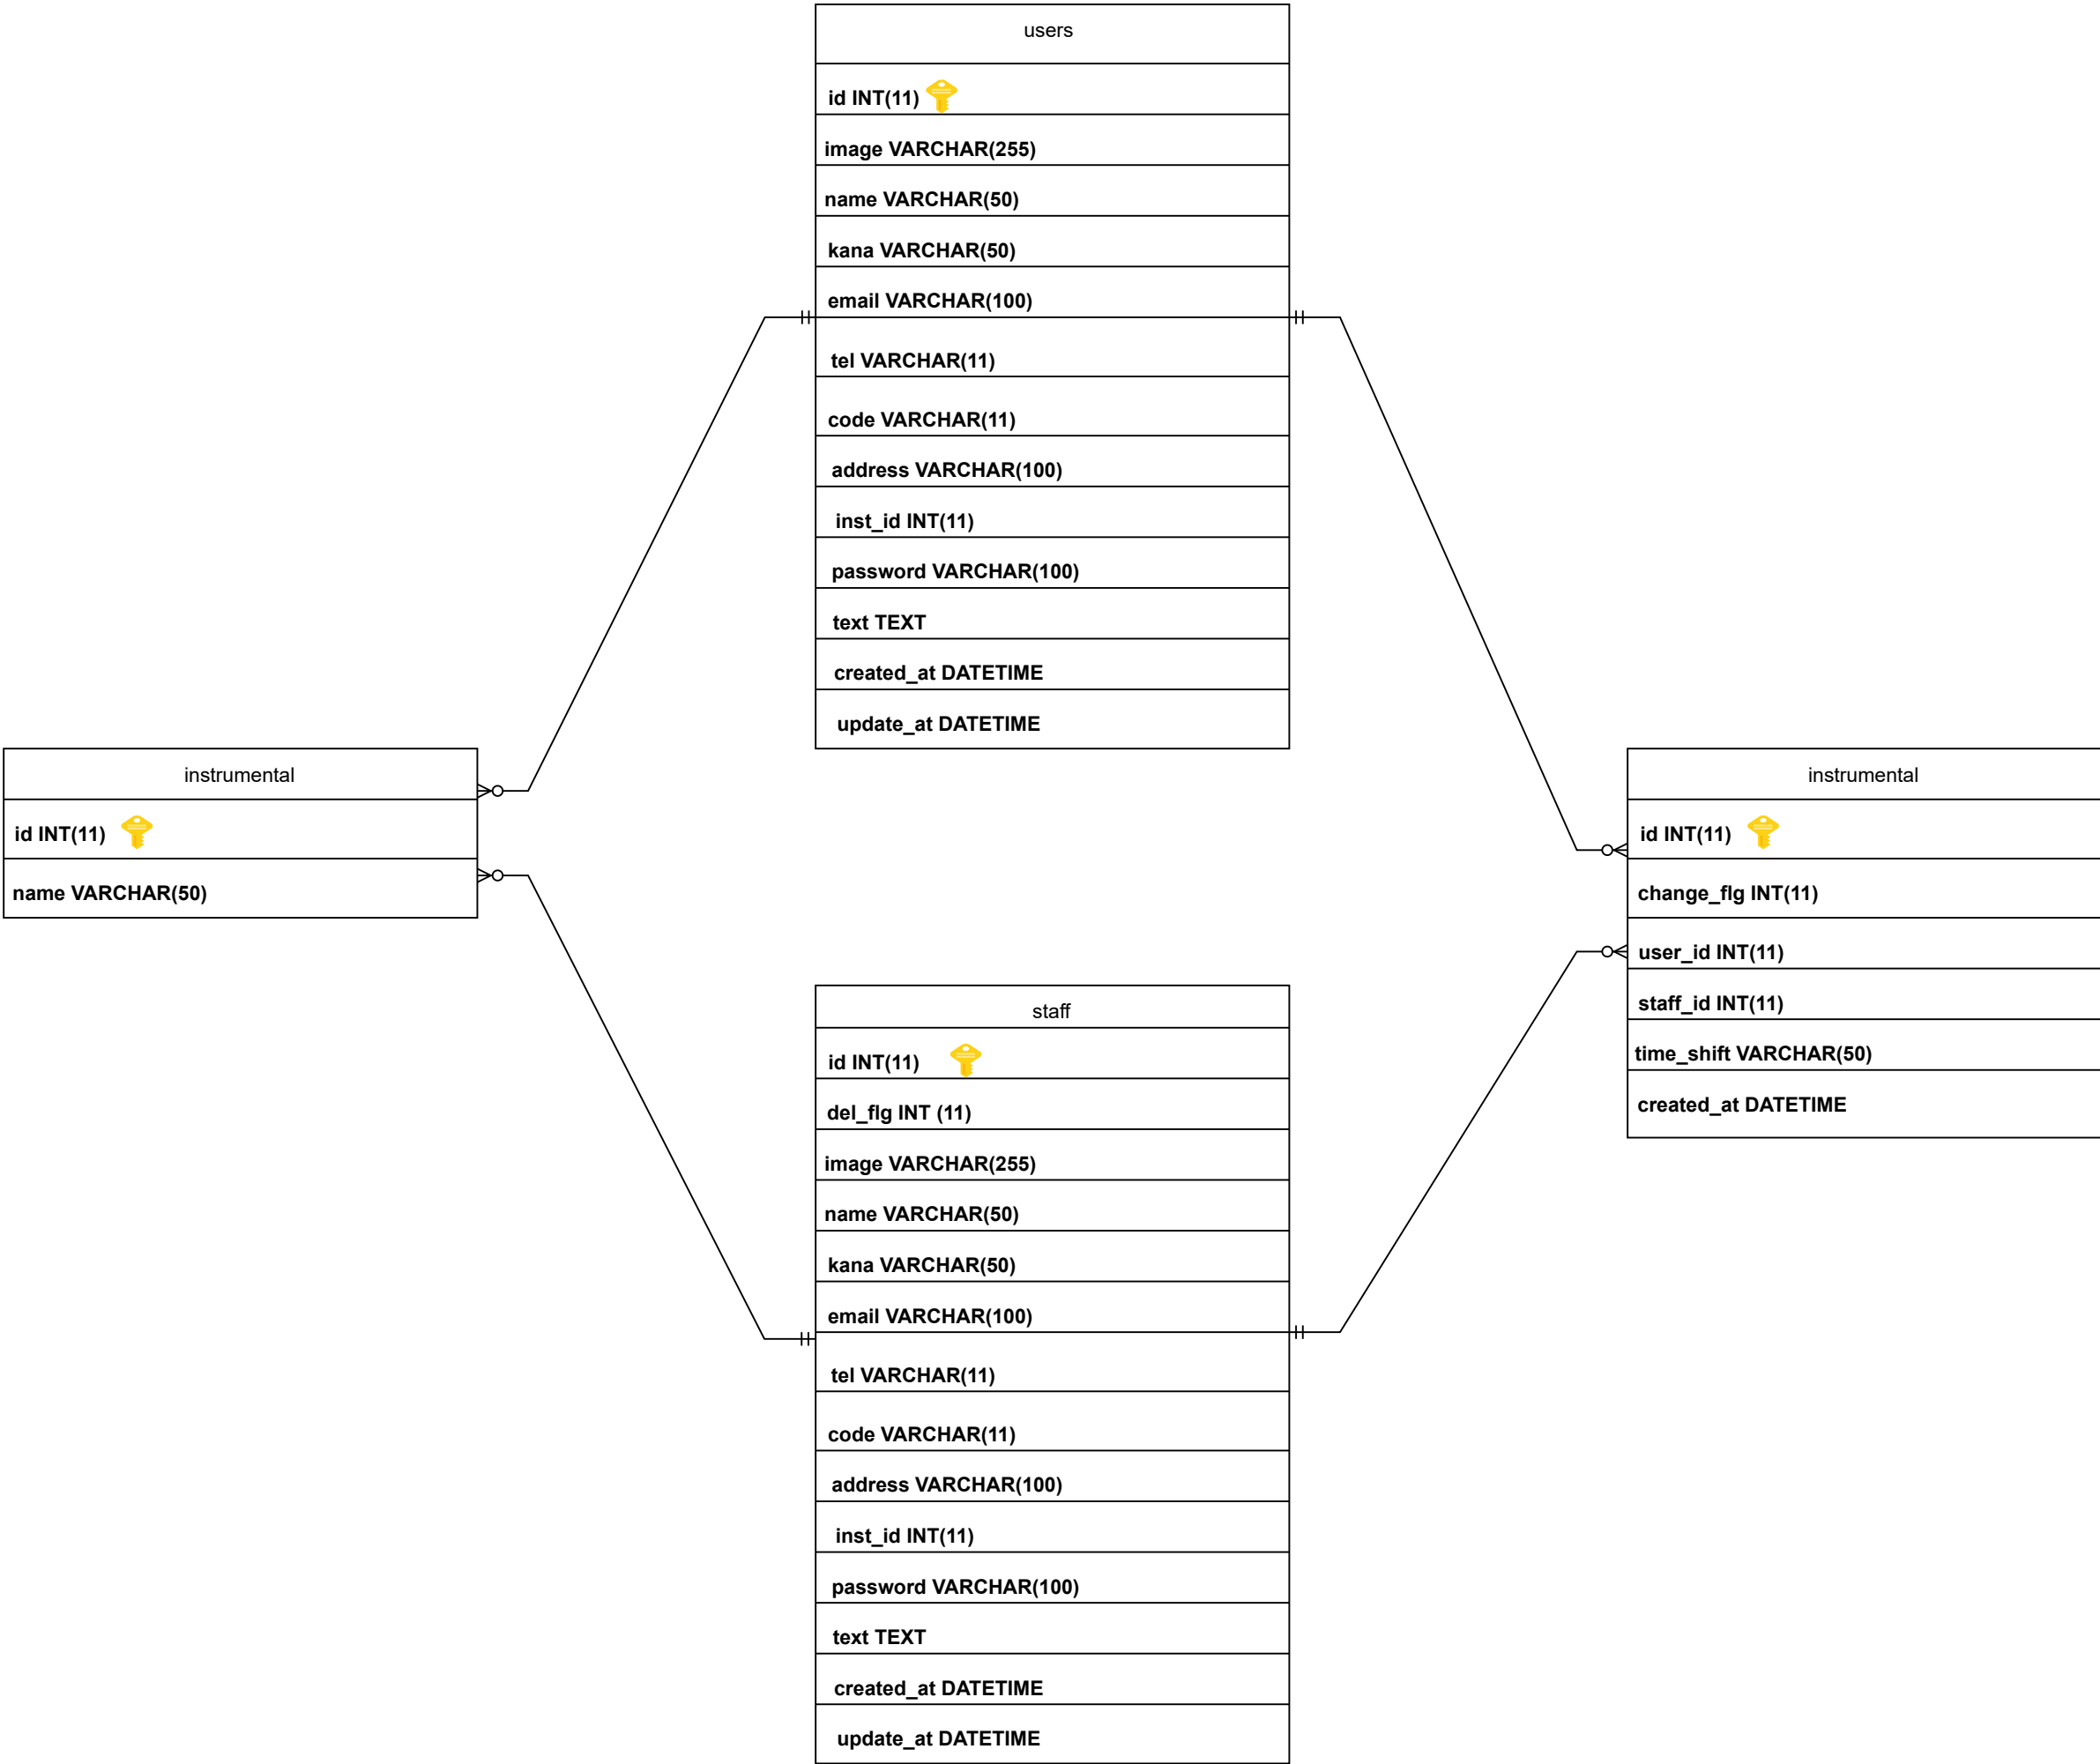 users
id INT(11)
image VARCHAR(255)
name VARCHAR(50)
kana VARCHAR(50)
email VARCHAR(100)
tel VARCHAR(11)
code VARCHAR(11)
address VARCHAR(100)
inst_id INT(11)
password VARCHAR(100)
text TEXT
created_at DATETIME
update_at DATETIME
instrumental
id INT(11)
name VARCHAR(50)
instrumental
id INT(11)
change_flg INT(11)
user_id INT(11)
staff_id INT(11)
time_shift VARCHAR(50)
created_at DATETIME
staff
id INT(11)
del_flg INT (11)
image VARCHAR(255)
name VARCHAR(50)
kana VARCHAR(50)
email VARCHAR(100)
tel VARCHAR(11)
code VARCHAR(11)
address VARCHAR(100)
inst_id INT(11)
password VARCHAR(100)
text TEXT
created_at DATETIME
update_at DATETIME